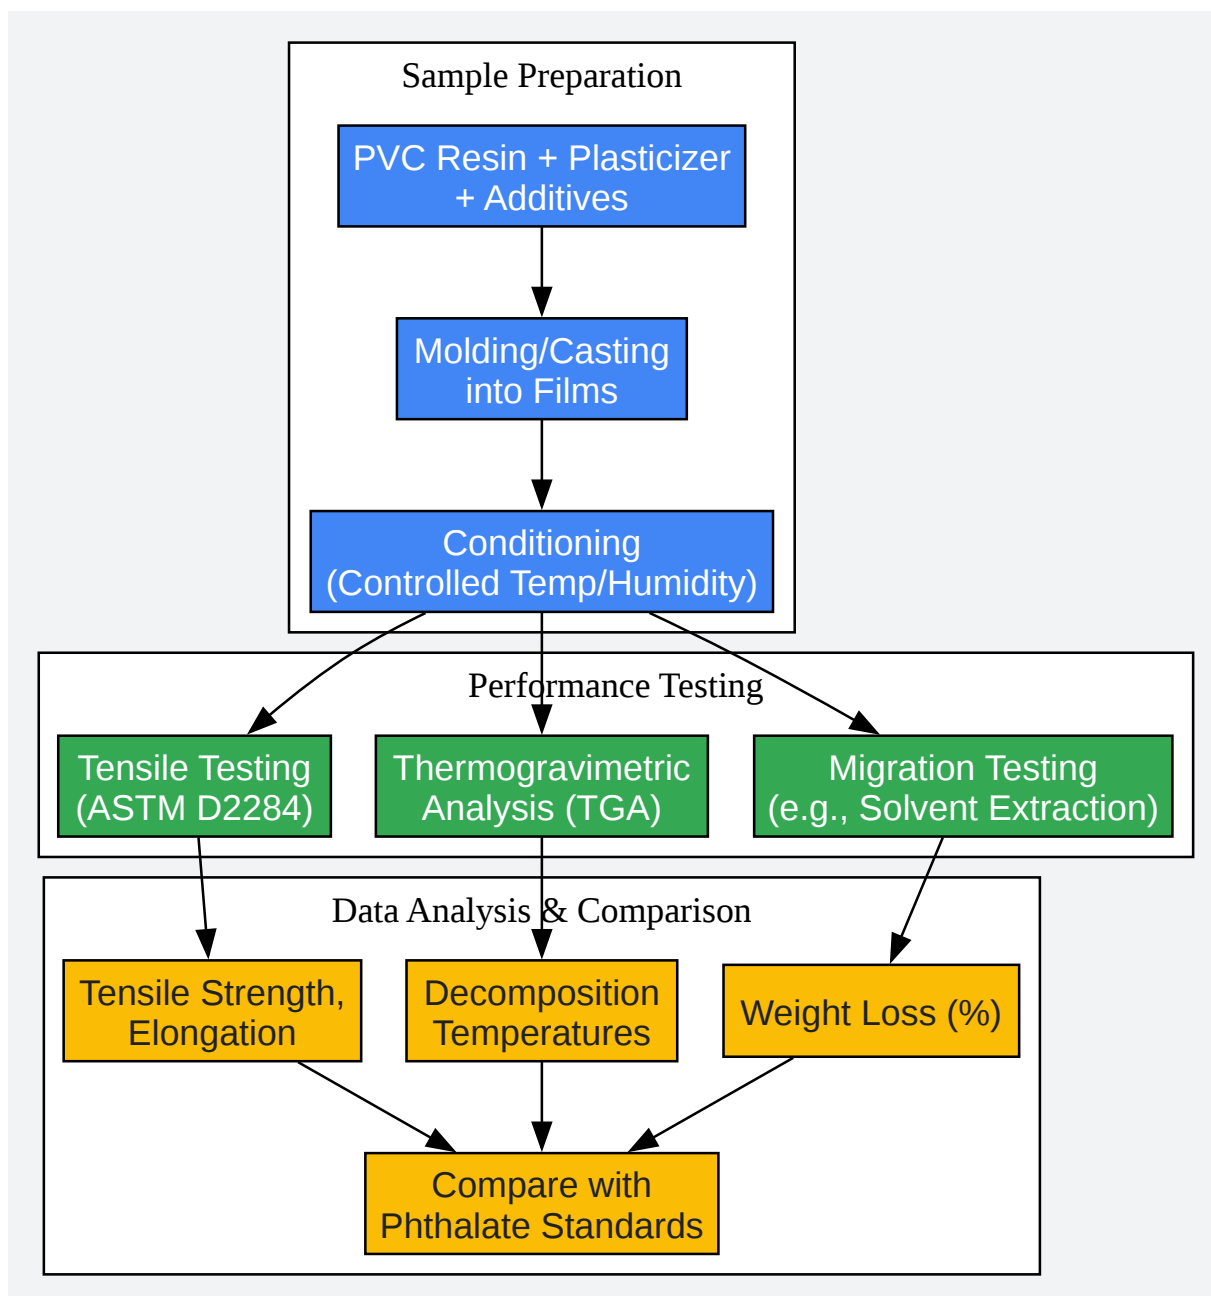 Sample Preparation
PVC Resin + Plasticizer
+ Additives
Molding/Casting
into Films
Conditioning
(Controlled Temp/Humidity)
Performance Testing
Tensile Testing
(ASTM D2284)
Thermogravimetric
Analysis (TGA)
Migration Testing
(e.g., Solvent Extraction)
Data Analysis & Comparison
Tensile Strength,
Elongation
Decomposition
Temperatures
Weight Loss (%)
Compare with
Phthalate Standards